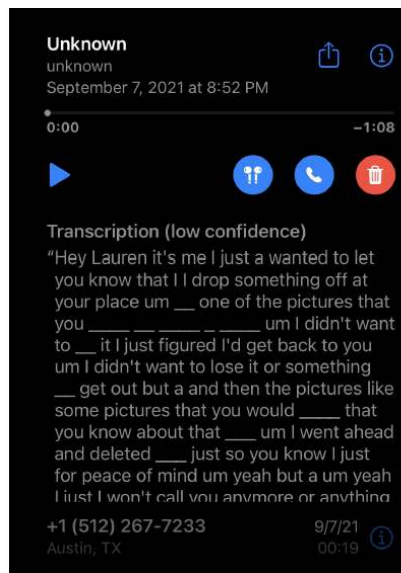 Unknown
unknown
September 7, 2021 at 8:52 PM
0:00 –1:08
Transcription (low confidence)
“Hey Lauren it's me I just a wanted to let
you know that I I drop something off at
your place um __ one of the pictures that
you _____ __ _____ _ _____ um I didn't want
to __ it I just figured I'd get back to you
um I didn't want to lose it or something
__ get out but a and then the pictures like
some pictures that you would _____ that
you know about that ___ um I went ahead
and deleted ___ just so you know I just
for peace of mind um yeah but a um yeah
I just I won't call you anymore or anything
+1 (512) 267-7233 9/7/21
Austin, TX 00:19